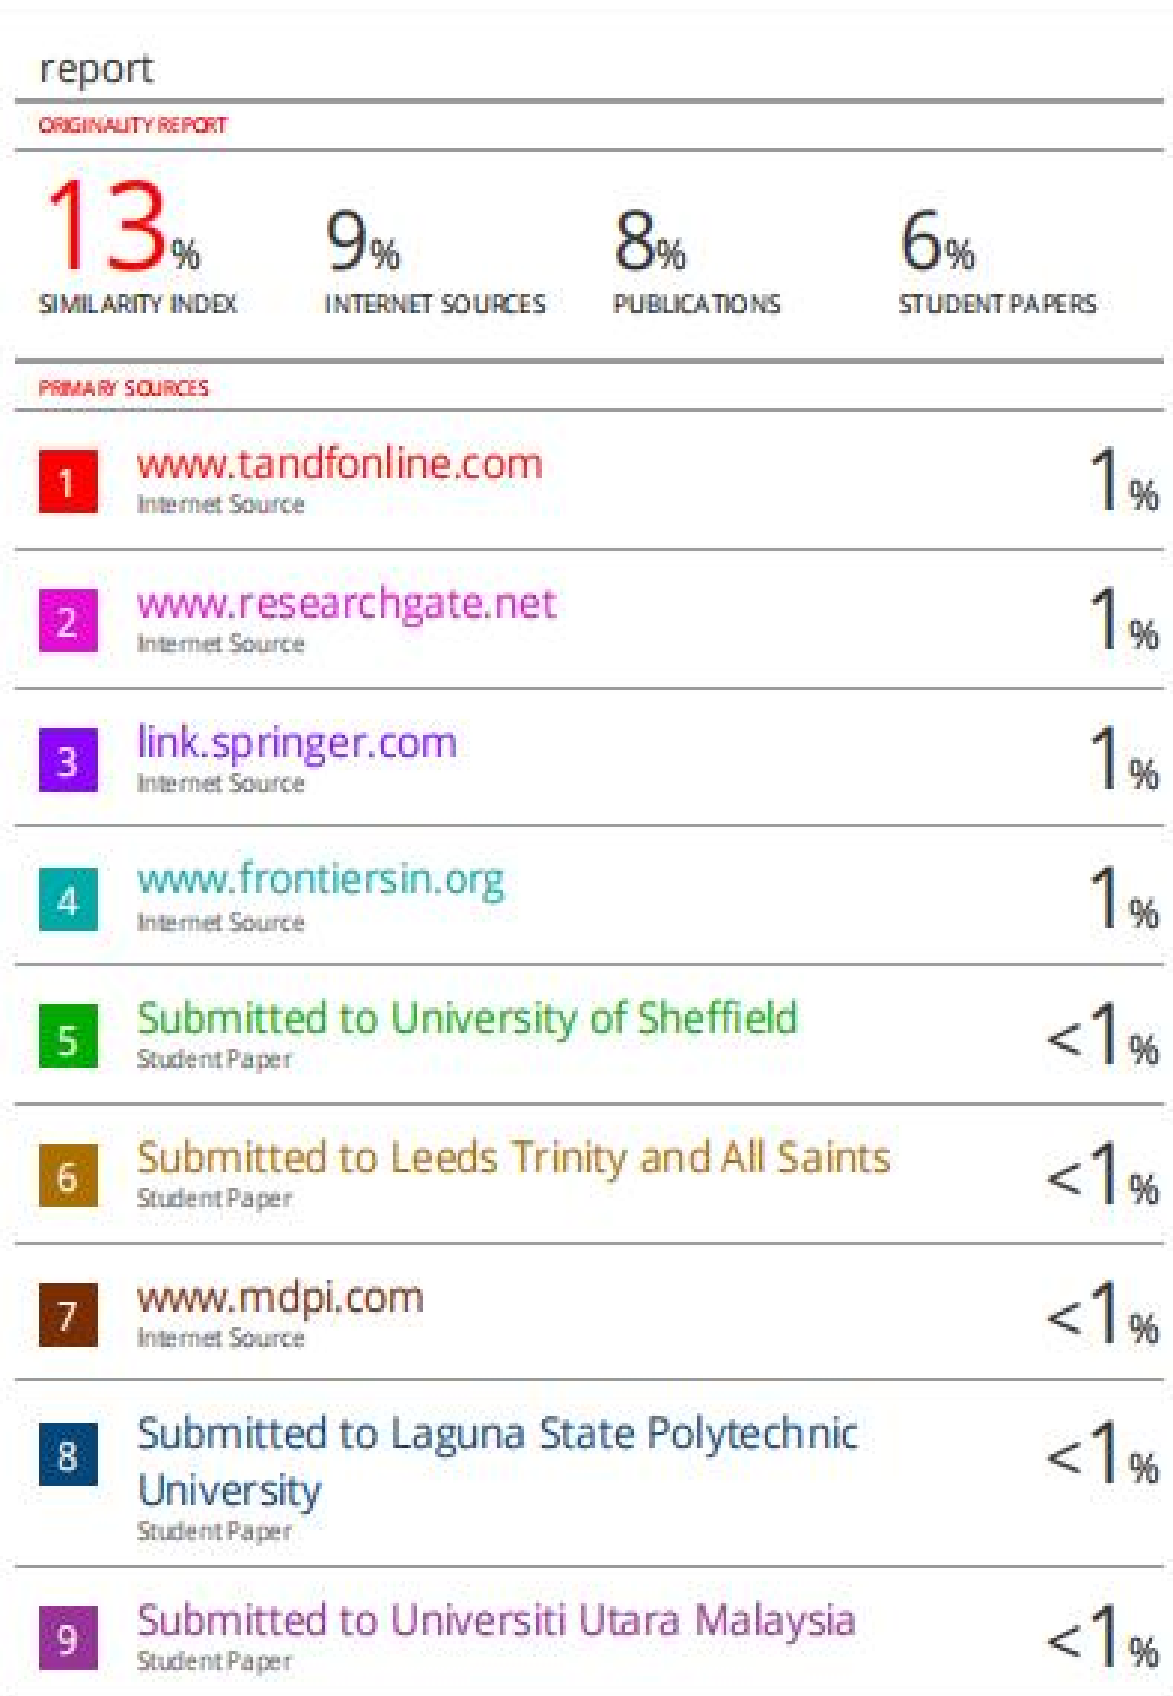 report
ORIGINALITY REPORT
13% 9% 8% 6%
SIMILARITY INDEX INTERNET SOURCES PUBLICATIONS STUDENT PAPERS
PRIMARY SOURCES
1 www.tandfonline.com 1%
Internet Source
2 www.researchgate.net 1%
Internet Source
3 link.springer.com 1%
Internet Source
4 www.frontiersin.org 1%
Internet Source
5 Submitted to University of Sheffield <1%
Student Paper
6 Submitted to Leeds Trinity and All Saints <1%
Student Paper
7 www.mdpi.com <1%
Internet Source
8 Submitted to Laguna State Polytechnic <1%
University
Student Paper
9 Submitted to Universiti Utara Malaysia <1%
Student Paper